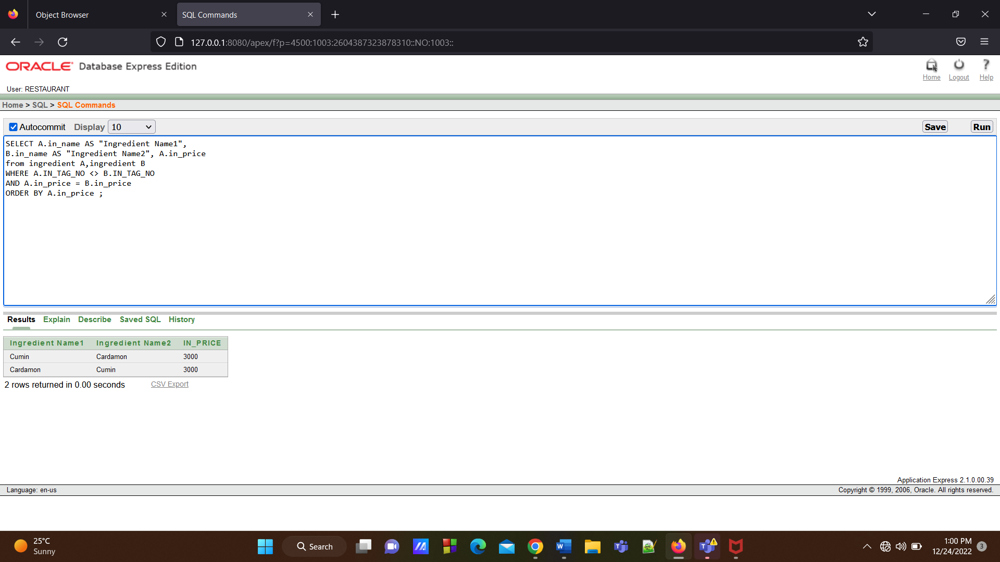 Object Browser
SQL Commands
127.0.0.1:8080/apex/f?p=4500:1003:2604387323878310::NO:1003::
ORACLE Database Express Edition
Home Logout Help
User: RESTAURANT
Home > SQL > SQL Commands
Autocommit Display 10 Save Run
SELECT A.in_name AS "Ingredient Name1",
B.in_name AS "Ingredient Name2", A.in_price
from ingredient A,ingredient B
WHERE A.IN_TAG_NO <> B.IN_TAG_NO
AND A.in_price = B.in_price
ORDER BY A.in_price ;
Results Explain Describe Saved SQL History
Ingredient Name1 Ingredient Name2 IN_PRICE
Cumin Cardamon 3000
Cardamon Cumin 3000
2 rows returned in 0.00 seconds CSV Export
Application Express 2.1.0.00.39
Language: en-us Copyright © 1999, 2006, Oracle. All rights reserved.
25°C
Sunny
Search
1:00 PM
12/24/2022
3